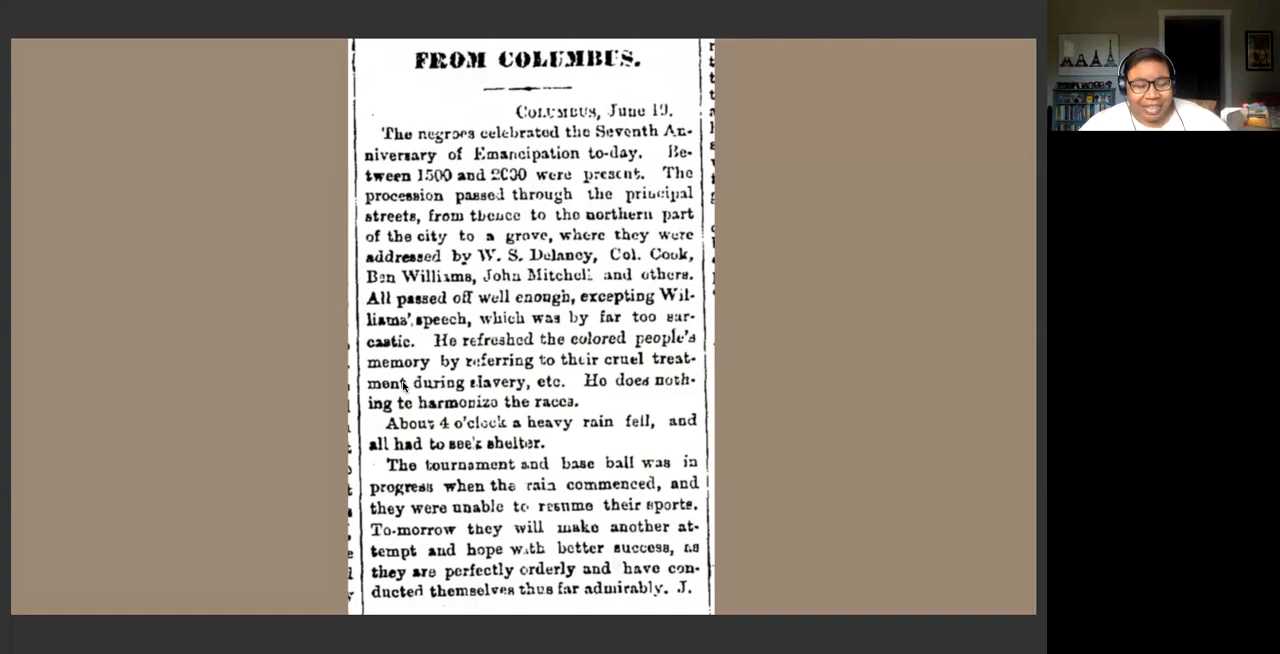 FROM COLUMBUS.
COLUMBUS, June 19.
The negroes celebrated the Seventh An-
niversary of Emancipation to-day. Be-
tween 1500 and 2000 were present. The
procession passed through the principal
streets, from thence to the northern part
of the city to a grove, where they were
addressed by W. S. Delaney, Col. Cook,
Ben Williams, John Mitchell and others.
All passed off well enough, excepting Wil-
liams' speech, which was by far too sar-
castic. He refreshed the colored people's
memory by referring to their cruel treat-
ment during slavery, etc. He does noth-
ing to harmonize the races.
About 4 o'clock a heavy rain fell, and
all had to seek shelter.
The tournament and base ball was in
progress when the rain commenced, and
they were unable to resume their sports.
To-morrow they will make another at-
tempt and hope with better success, as
they are perfectly orderly and have con-
ducted themselves thus far admirably. J.